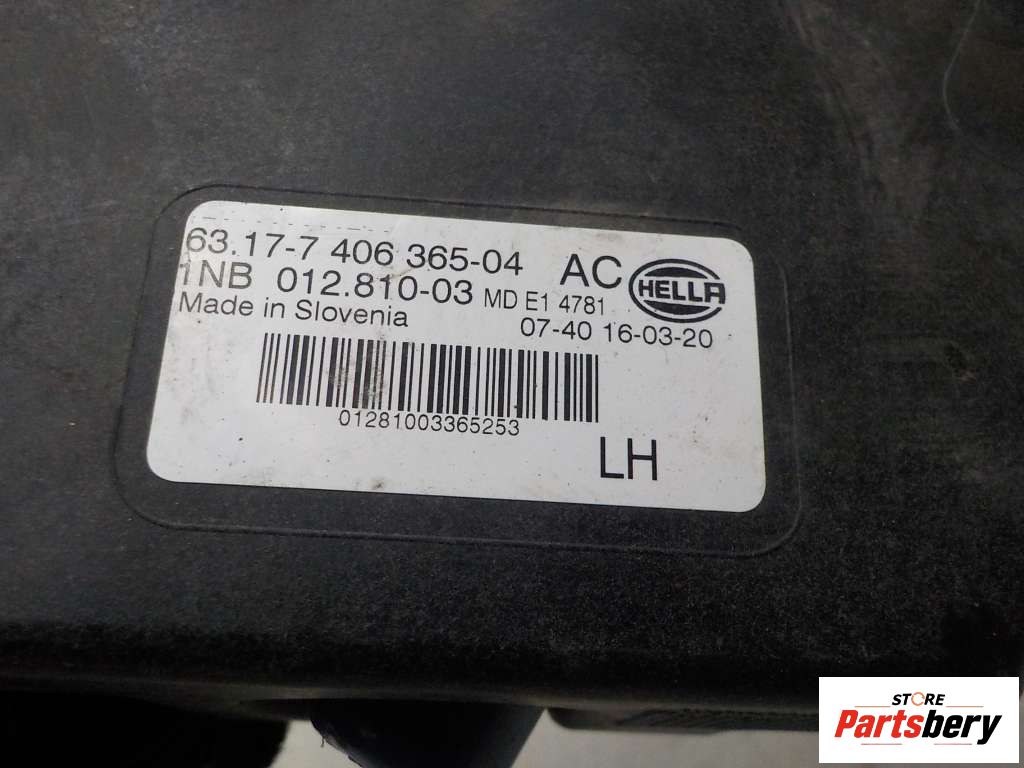 63.17-7 406 365-04 AC
1NB 012.810-03 MD E1 4781 HELLA
Made in Slovenia 07-40 16-03-20
01281003365253
LH
STORE
Partsbery